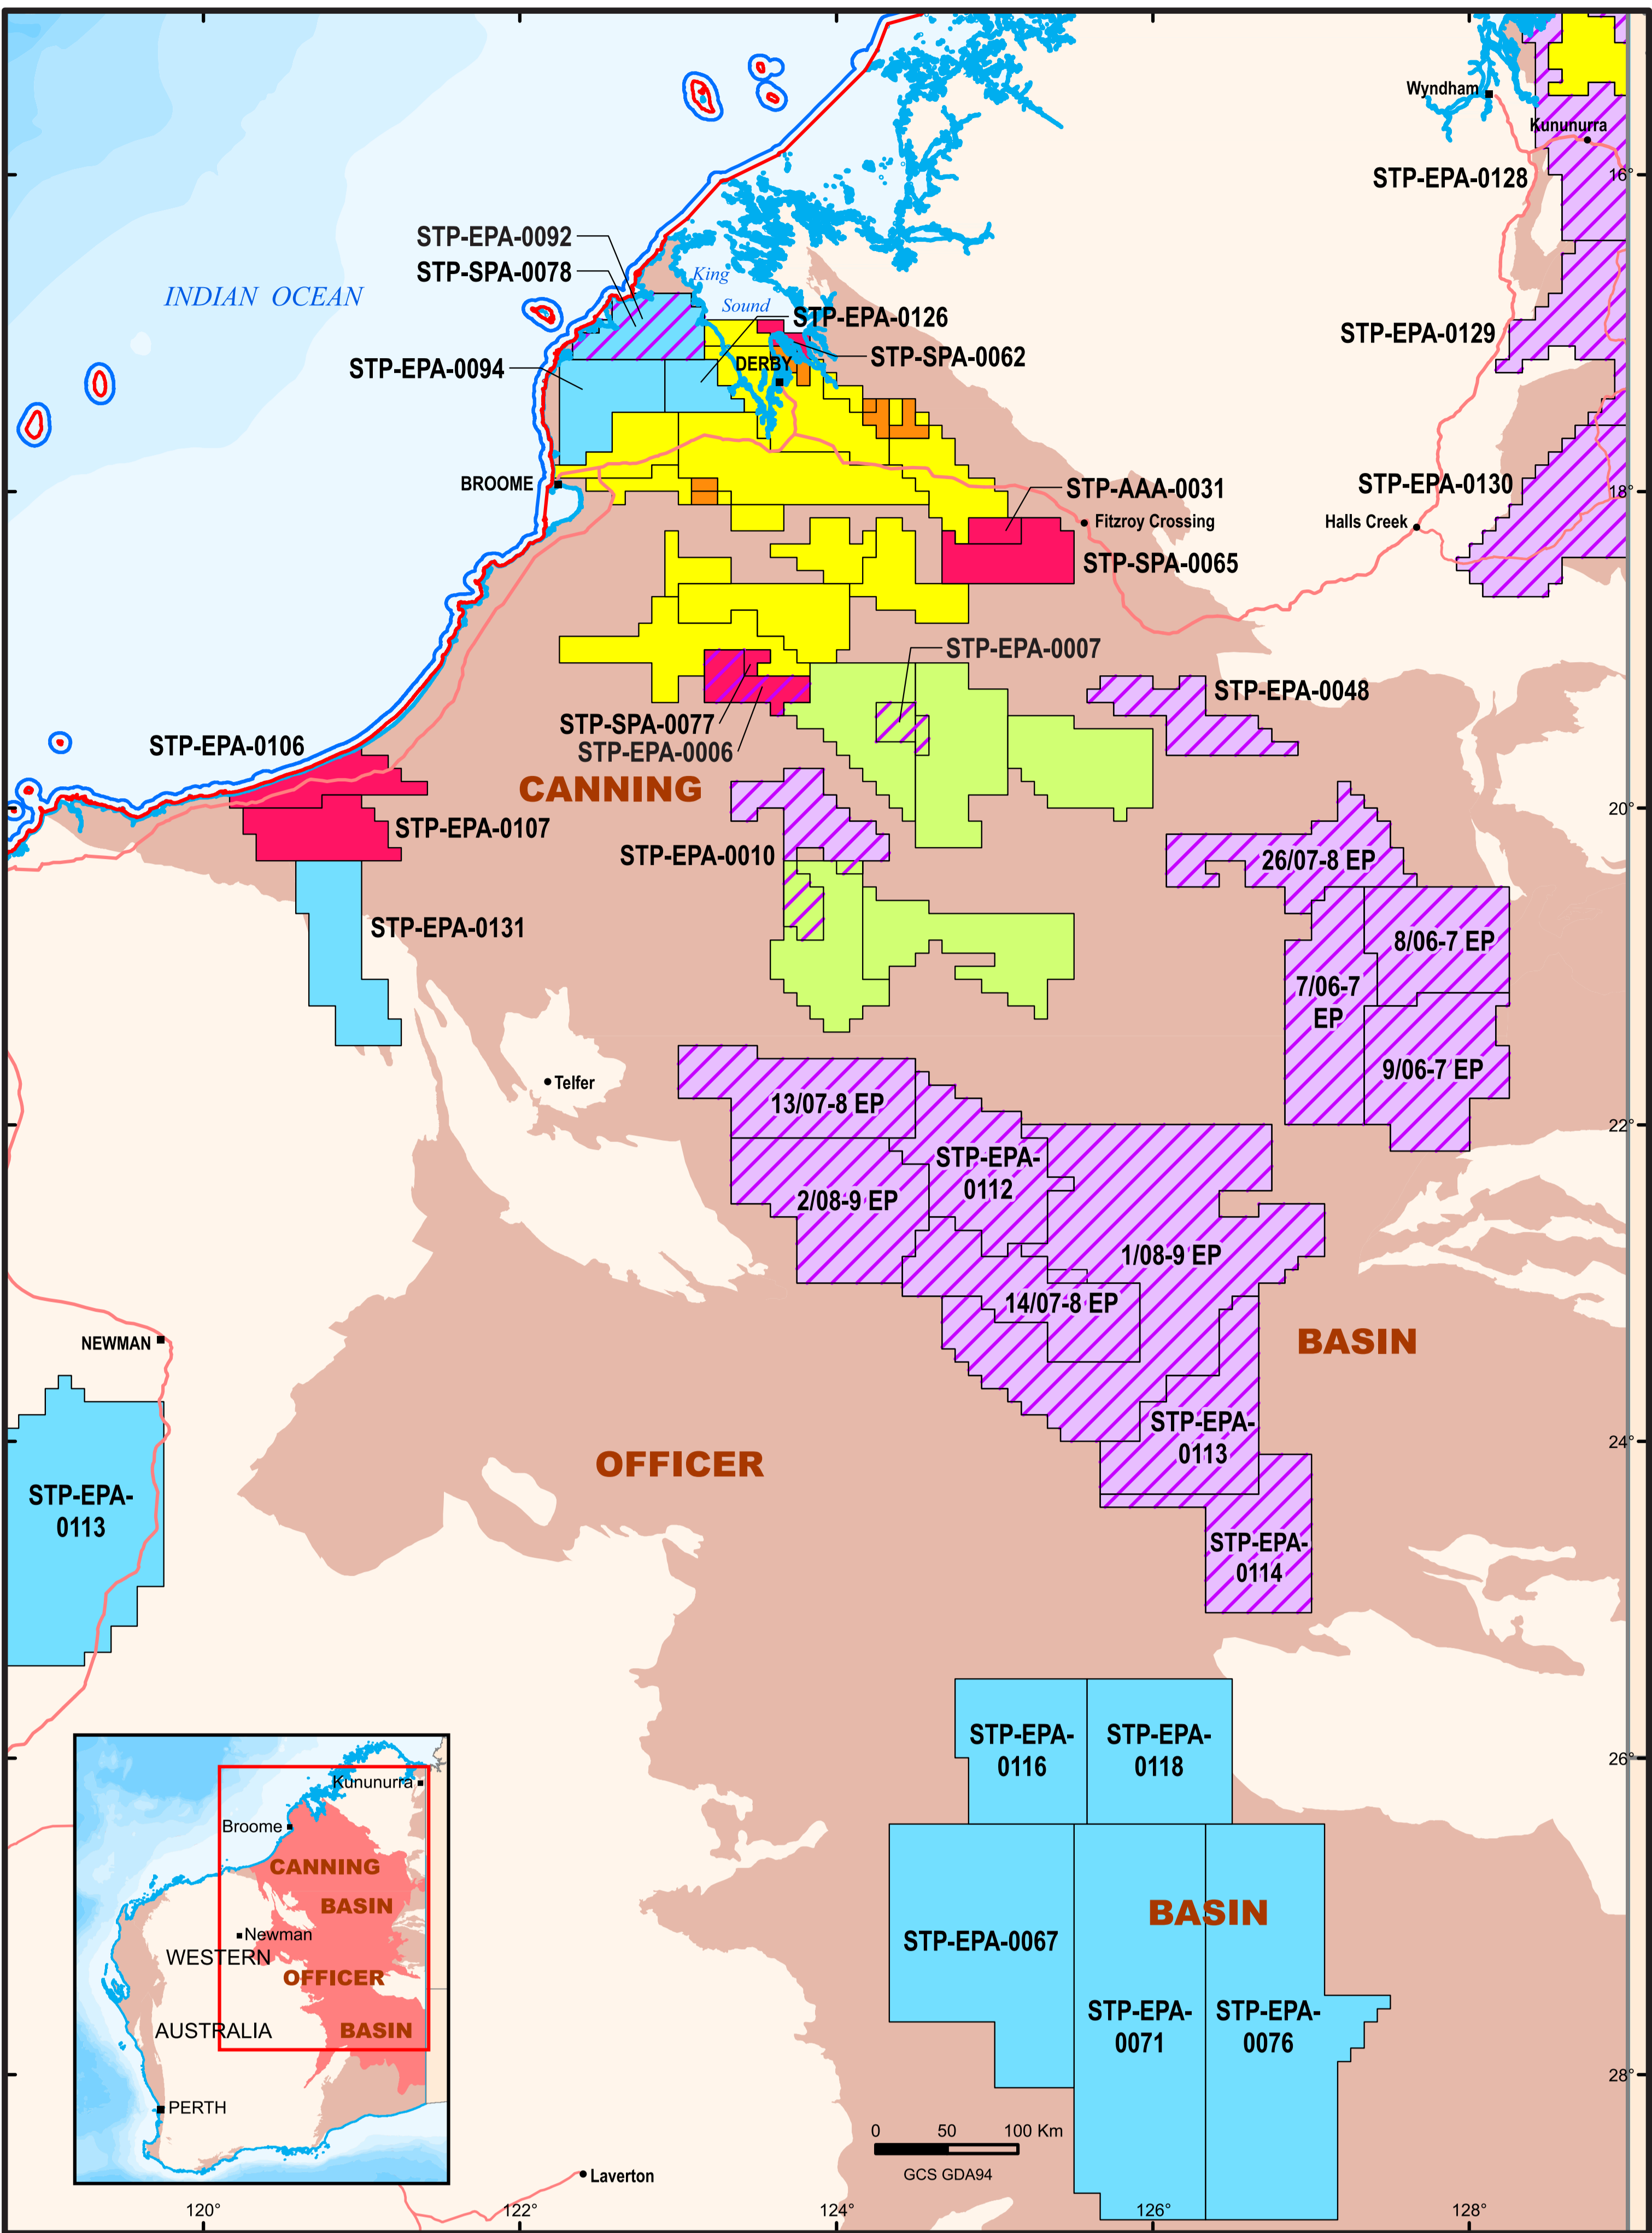 Wyndham
Kununurra
STP-EPA-0128
16°
STP-EPA-0092
STP-SPA-0078
King
Sound
INDIAN OCEAN
STP-EPA-0126
STP-EPA-0129
STP-SPA-0062
DERBY
STP-EPA-0094
BROOME
STP-AAA-0031
STP-EPA-0130
18°
Fitzroy Crossing
Halls Creek
STP-SPA-0065
STP-EPA-0007
STP-EPA-0048
STP-SPA-0077
STP-EPA-0006
STP-EPA-0106
CANNING
20°
STP-EPA-0107
STP-EPA-0010
26/07-8 EP
STP-EPA-0131
8/06-7 EP
7/06-7
EP
9/06-7 EP
Telfer
13/07-8 EP
22°
STP-EPA-
0112
2/08-9 EP
1/08-9 EP
14/07-8 EP
NEWMAN
BASIN
STP-EPA-
0113
24°
OFFICER
STP-EPA-
0113
STP-EPA-
0114
STP-EPA-
0116
STP-EPA-
0118
26°
Kununurra
Broome
CANNING
BASIN
Newman
WESTERN
OFFICER
AUSTRALIA
BASIN
PERTH
BASIN
STP-EPA-0067
STP-EPA-
0071
STP-EPA-
0076
28°
0 50 100 Km
GCS GDA94
Laverton
120° 122° 124° 126° 128°